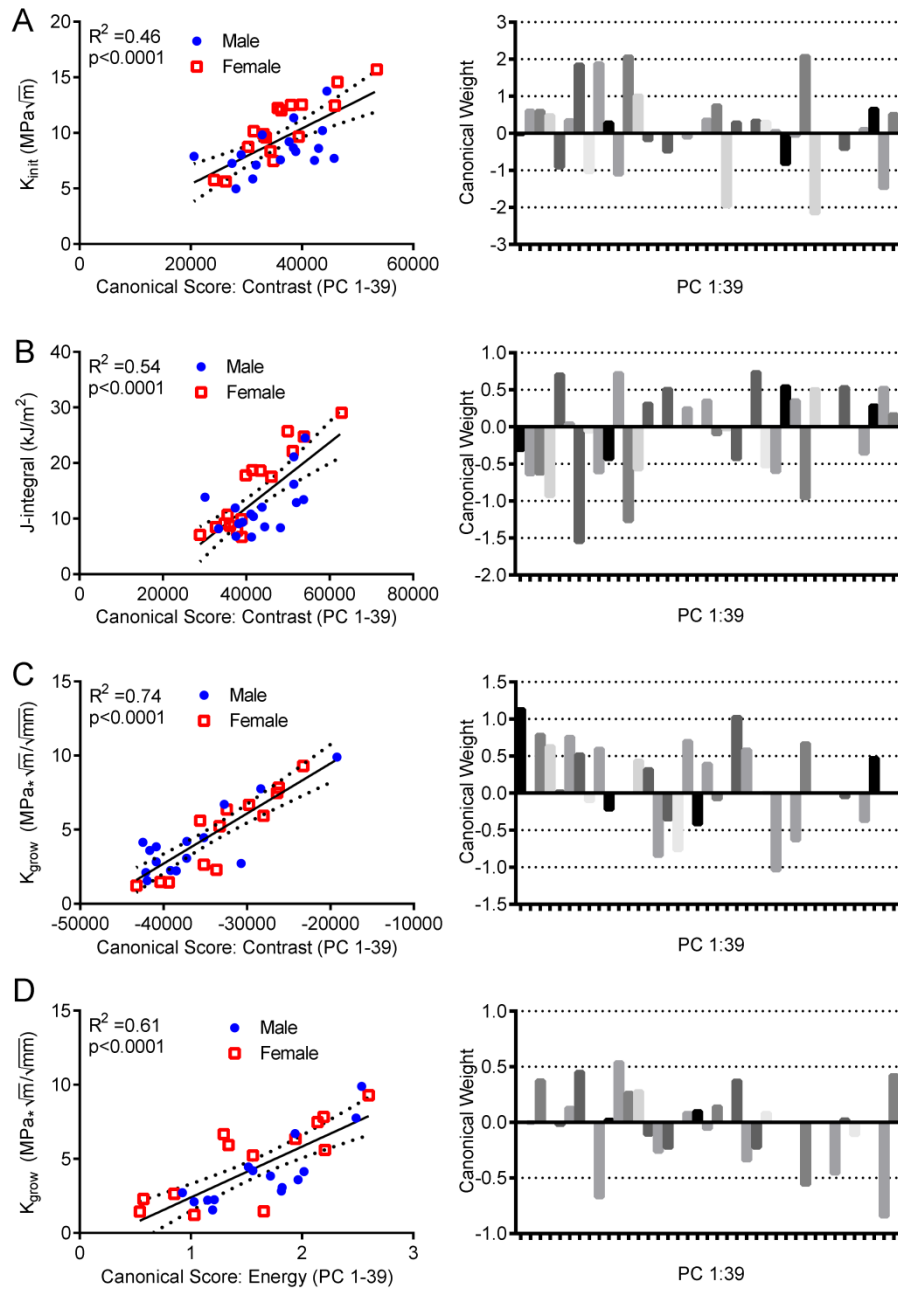 A
R² =0.46
p<0.0001
Male
Female
K_init (MPa√m)
20
15
10
5
0
0 20000 40000 60000
Canonical Score: Contrast (PC 1-39)
Canonical Weight
3
2
1
0
-1
-2
-3
PC 1:39
B
R² =0.54
p<0.0001
Male
Female
J-integral (kJ/m²)
40
30
20
10
0
0 20000 40000 60000 80000
Canonical Score: Contrast (PC 1-39)
Canonical Weight
1.0
0.5
0.0
-0.5
-1.0
-1.5
-2.0
PC 1:39
C
R² =0.74
p<0.0001
Male
Female
K_grow (MPa*√m/√mm)
15
10
5
0
-50000 -40000 -30000 -20000 -10000
Canonical Score: Contrast (PC 1-39)
Canonical Weight
1.5
1.0
0.5
0.0
-0.5
-1.0
-1.5
PC 1:39
D
R² =0.61
p<0.0001
Male
Female
K_grow (MPa*√m/√mm)
15
10
5
0
0 1 2 3
Canonical Score: Energy (PC 1-39)
Canonical Weight
1.0
0.5
0.0
-0.5
-1.0
PC 1:39